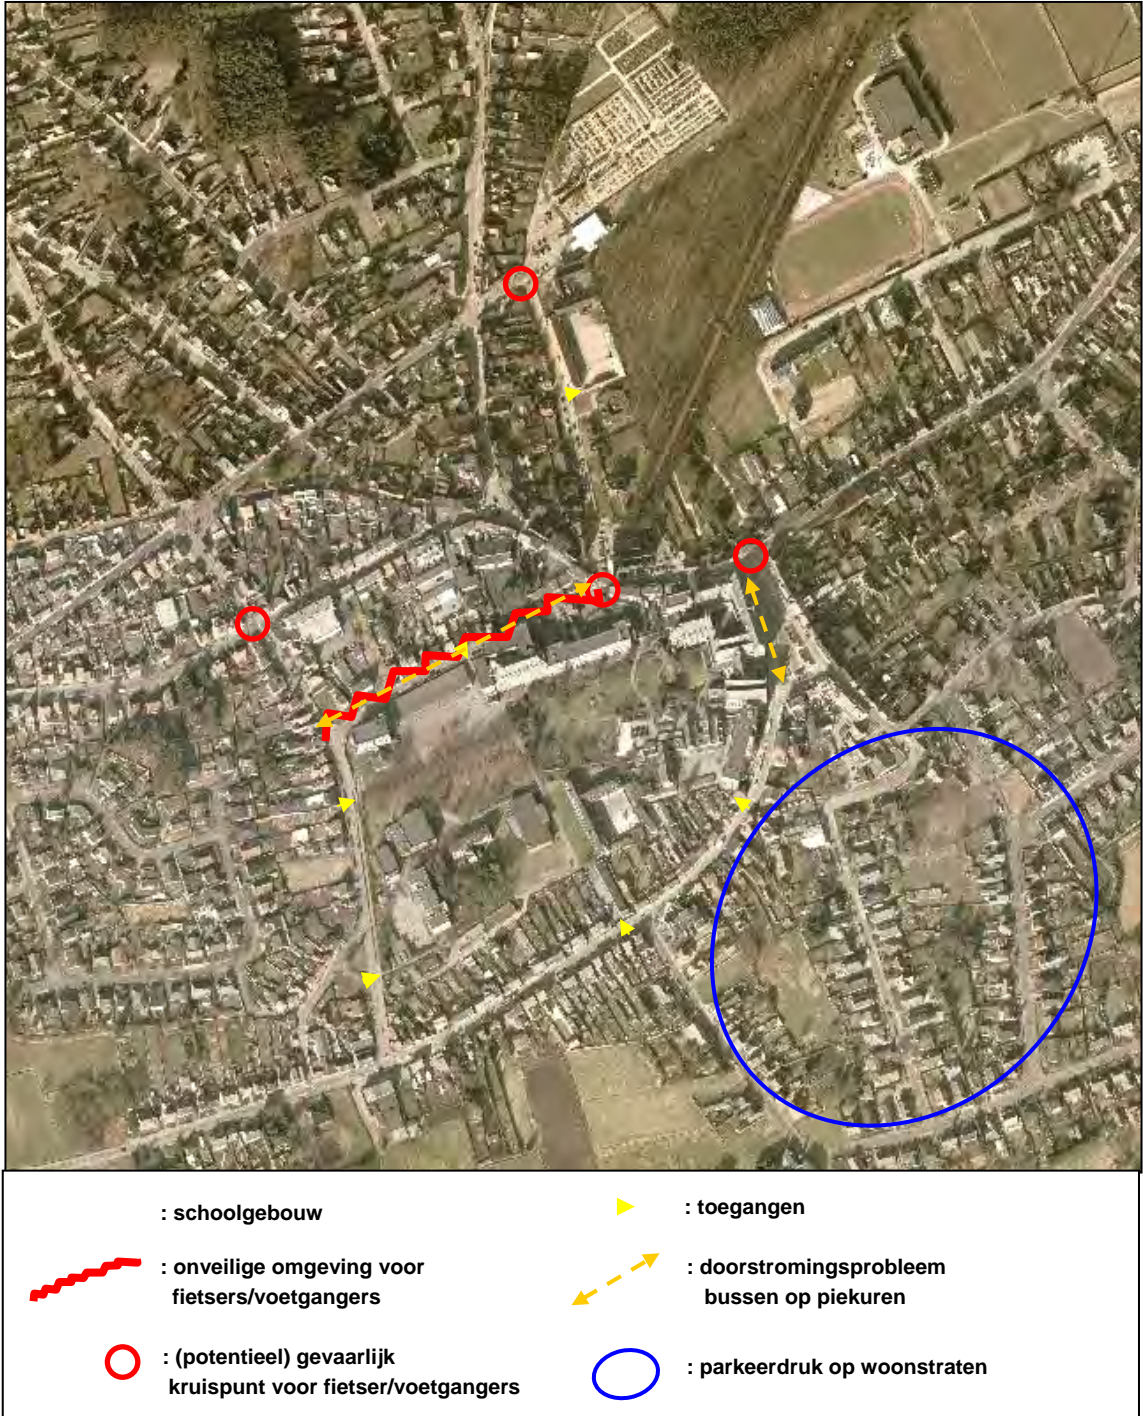 : schoolgebouw
: toegangen
: onveilige omgeving voor
fietsers/voetgangers
: doorstromingsprobleem
bussen op piekuren
: (potentieel) gevaarlijk
kruispunt voor fietser/voetgangers
: parkeerdruk op woonstraten